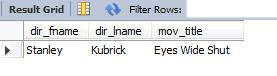 Result Grid Filter Rows:
dir_fname dir_lname mov_title
Stanley Kubrick Eyes Wide Shut